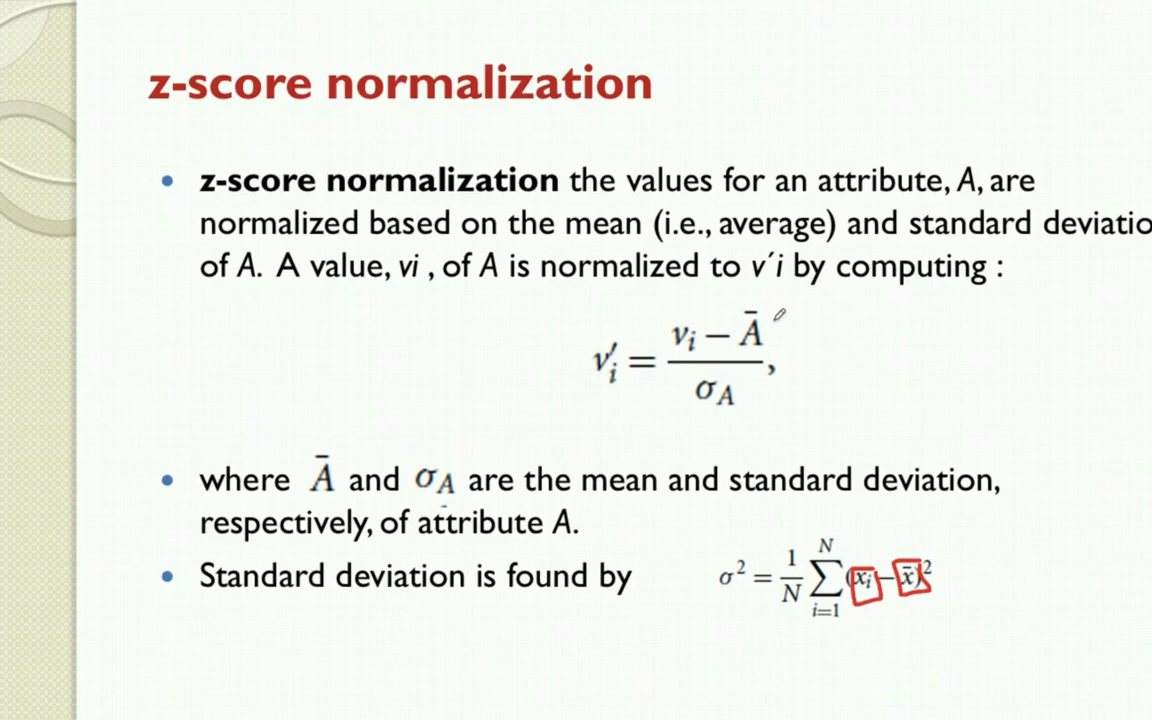 z-score normalization
• z-score normalization the values for an attribute, A, are
normalized based on the mean (i.e., average) and standard deviatio
of A. A value, vi , of A is normalized to v´i by computing :
v′ᵢ = (vᵢ − Ā) / σ_A,
• where Ā and σ_A are the mean and standard deviation,
respectively, of attribute A.
• Standard deviation is found by σ² = 1/N ∑ᵢ₌₁ᴺ (xᵢ − x̄)²